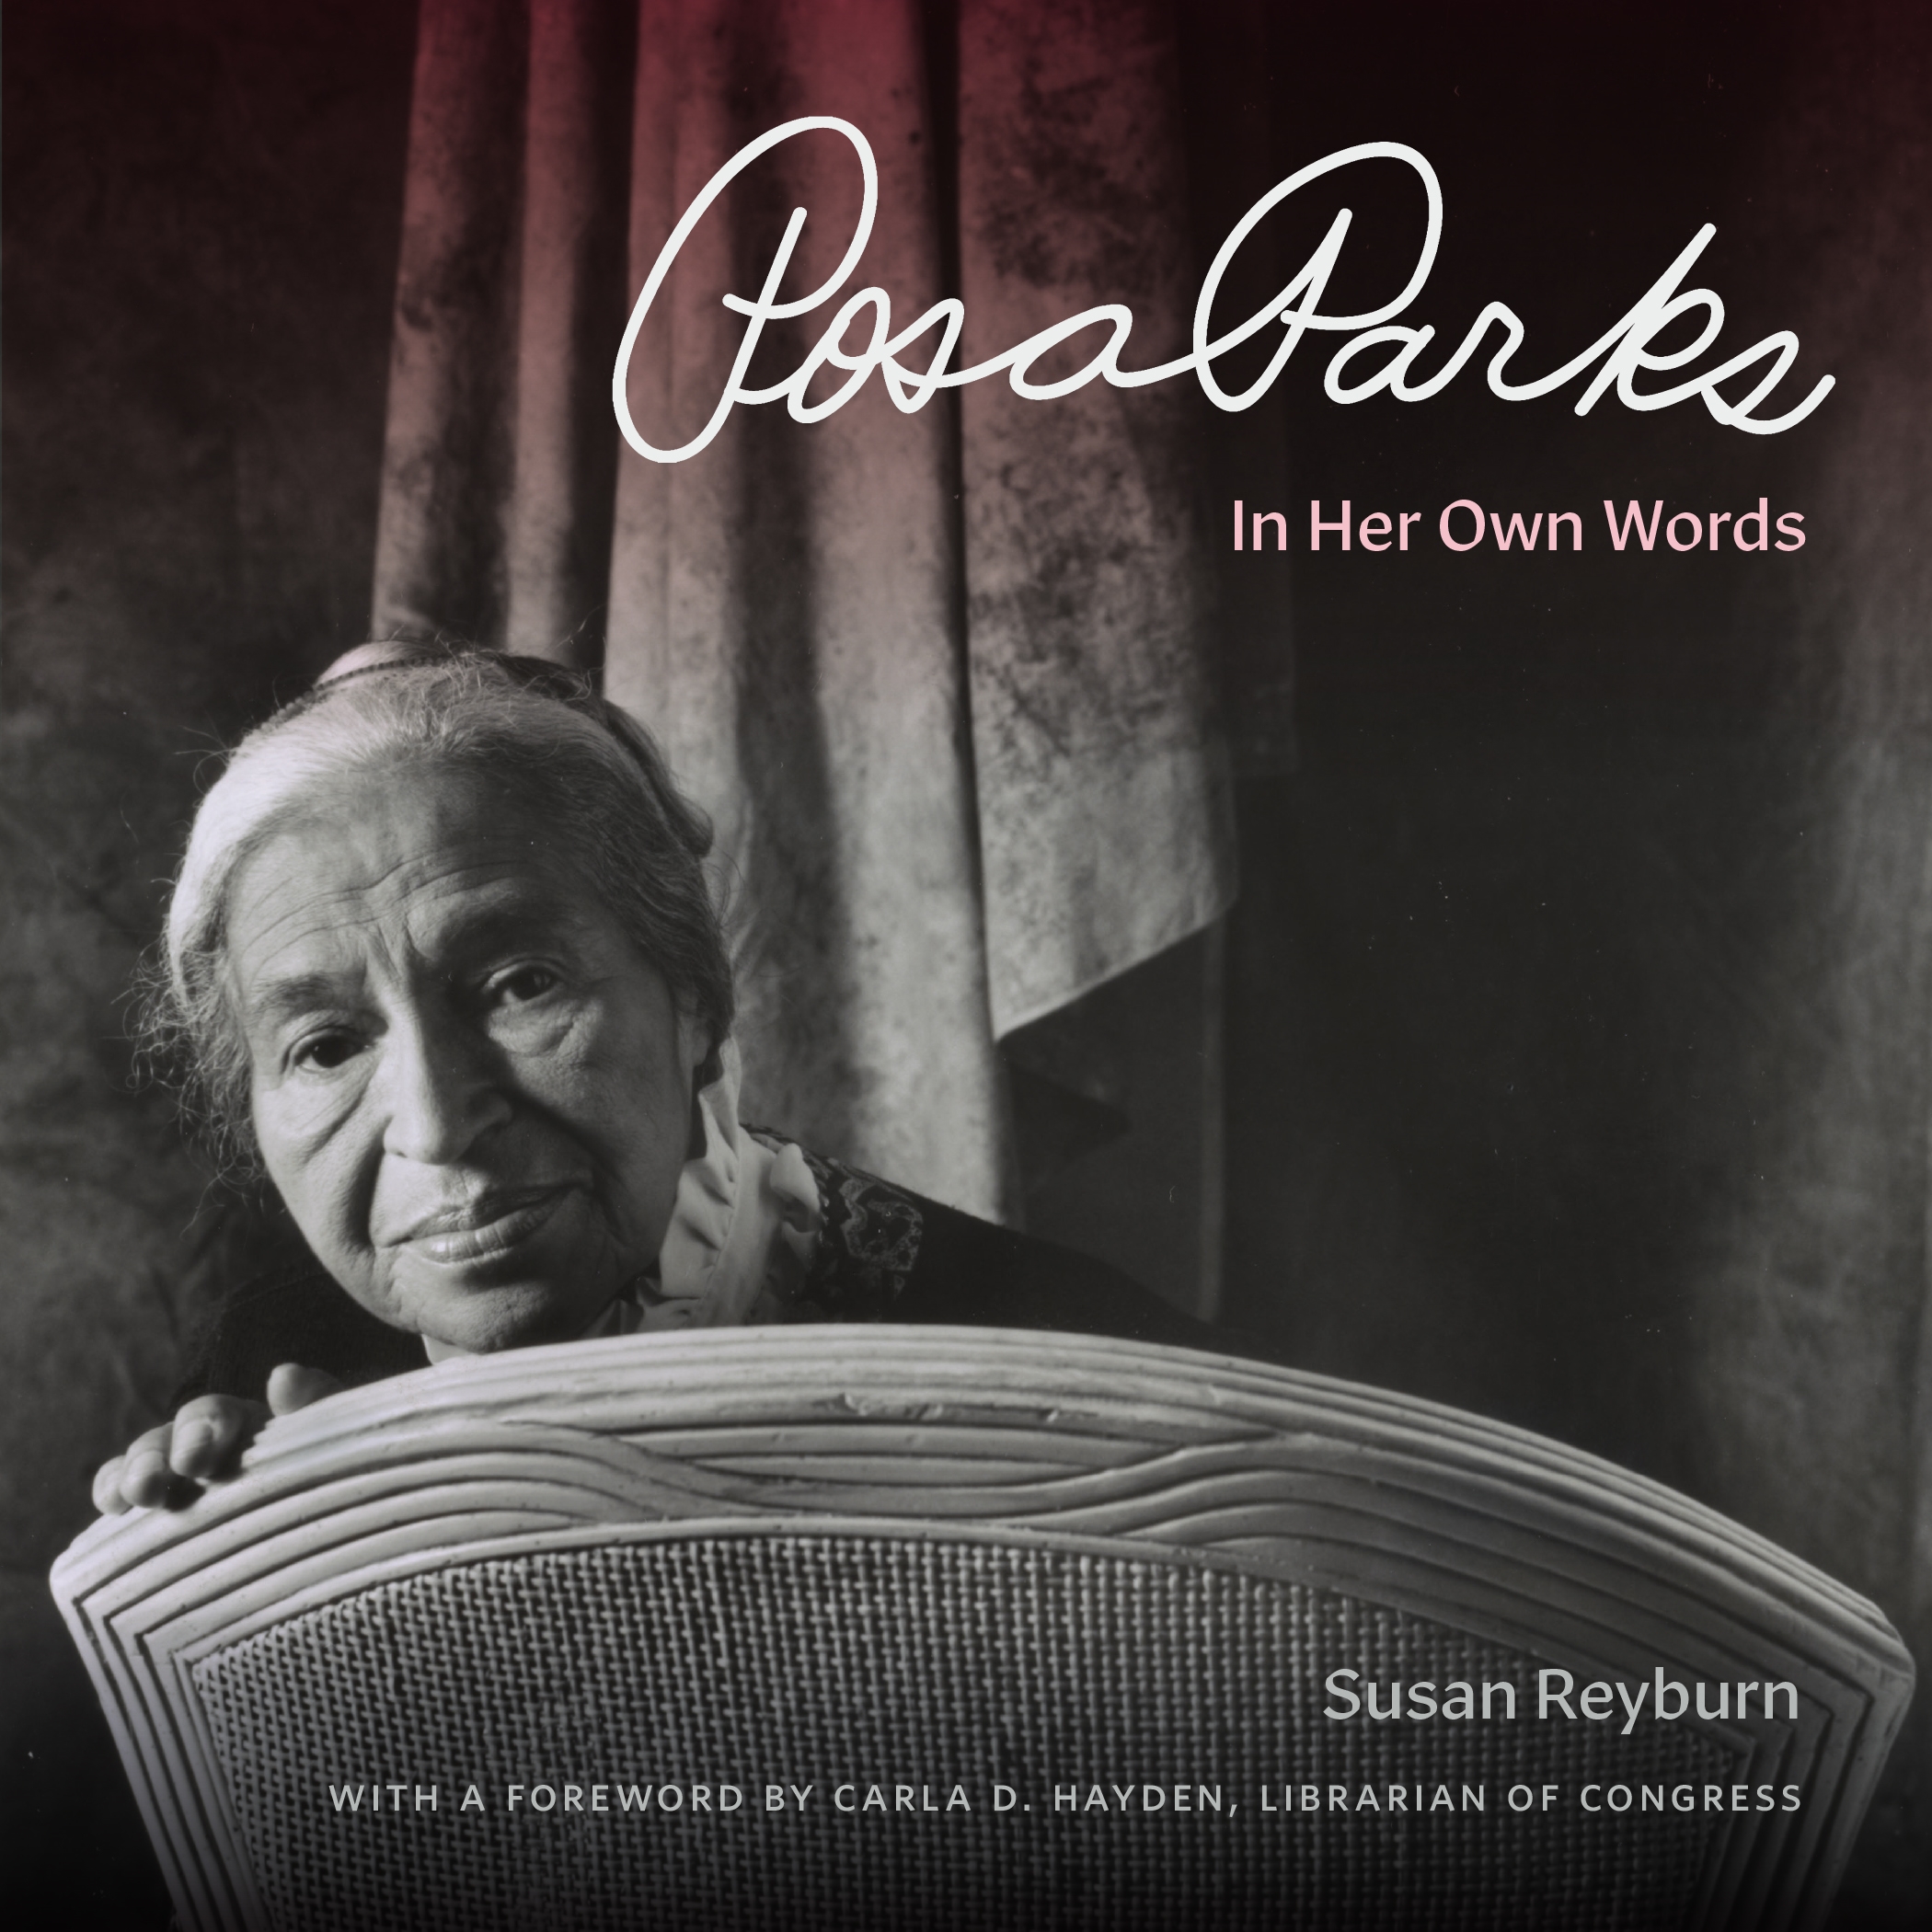 Rosa Parks
In Her Own Words
Susan Reyburn
WITH A FOREWORD BY CARLA D. HAYDEN, LIBRARIAN OF CONGRESS